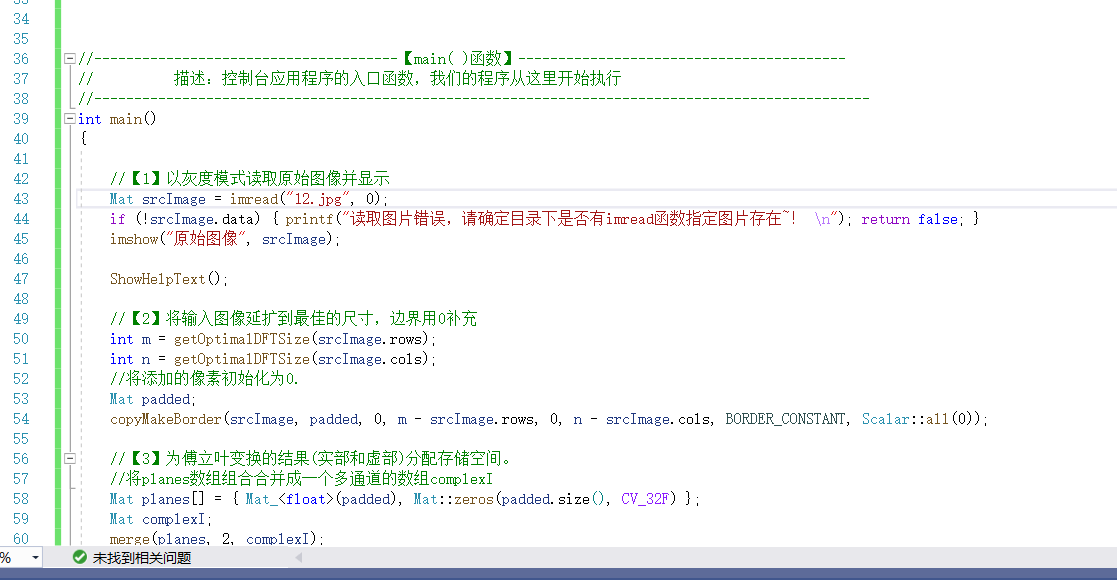 34
35
36 //--------------------------------------【main( )函数】-----------------------------------------
37 //          描述：控制台应用程序的入口函数，我们的程序从这里开始执行
38 //-------------------------------------------------------------------------------------------------
39 int main()
40 {
41
42 //【1】以灰度模式读取原始图像并显示
43 Mat srcImage = imread("12.jpg", 0);
44 if (!srcImage.data) { printf("读取图片错误，请确定目录下是否有imread函数指定图片存在~！ \n"); return false; }
45 imshow("原始图像", srcImage);
46
47 ShowHelpText();
48
49 //【2】将输入图像延扩到最佳的尺寸，边界用0补充
50 int m = getOptimalDFTSize(srcImage.rows);
51 int n = getOptimalDFTSize(srcImage.cols);
52 //将添加的像素初始化为0.
53 Mat padded;
54 copyMakeBorder(srcImage, padded, 0, m - srcImage.rows, 0, n - srcImage.cols, BORDER_CONSTANT, Scalar::all(0));
55
56 //【3】为傅立叶变换的结果(实部和虚部)分配存储空间。
57 //将planes数组组合合并成一个多通道的数组complexI
58 Mat planes[] = { Mat_<float>(padded), Mat::zeros(padded.size(), CV_32F) };
59 Mat complexI;
60 merge(planes, 2, complexI);
% 未找到相关问题